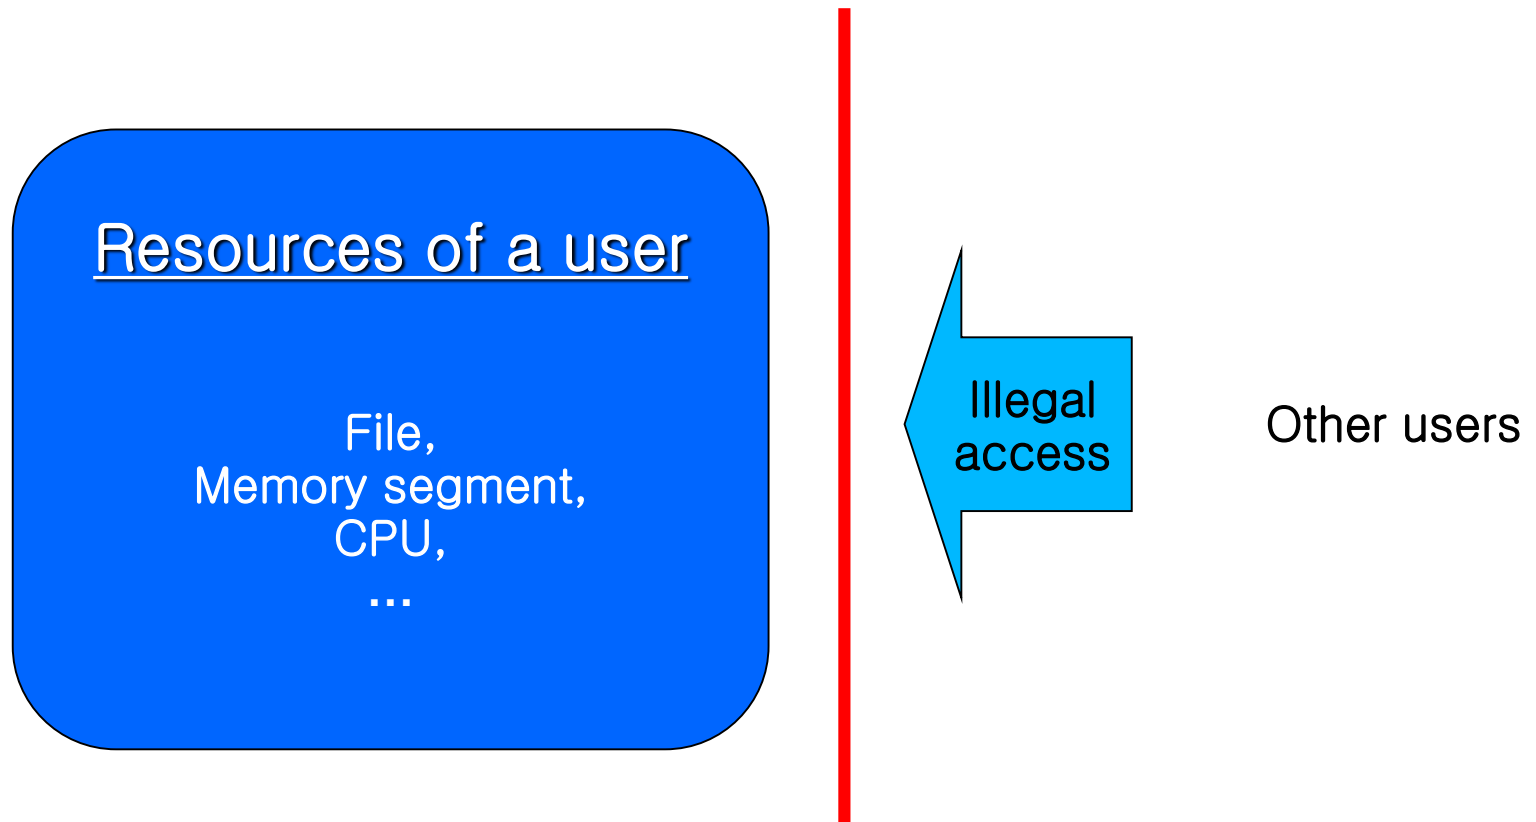 Resources of a user
File,
Memory segment,
CPU,
...
Illegal
access
Other users